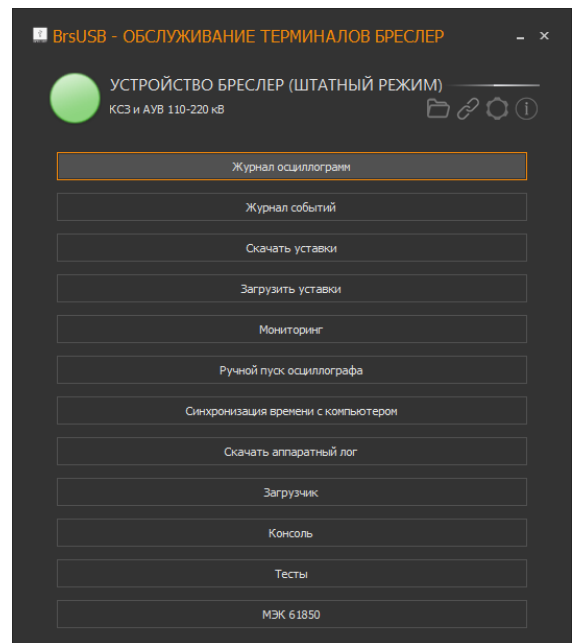 BrsUSB - ОБСЛУЖИВАНИЕ ТЕРМИНАЛОВ БРЕСЛЕР
УСТРОЙСТВО БРЕСЛЕР (ШТАТНЫЙ РЕЖИМ)
КСЗ и АУВ 110-220 кВ
Журнал осциллограмм
Журнал событий
Скачать уставки
Загрузить уставки
Мониторинг
Ручной пуск осциллографа
Синхронизация времени с компьютером
Скачать аппаратный лог
Загрузчик
Консоль
Тесты
МЭК 61850